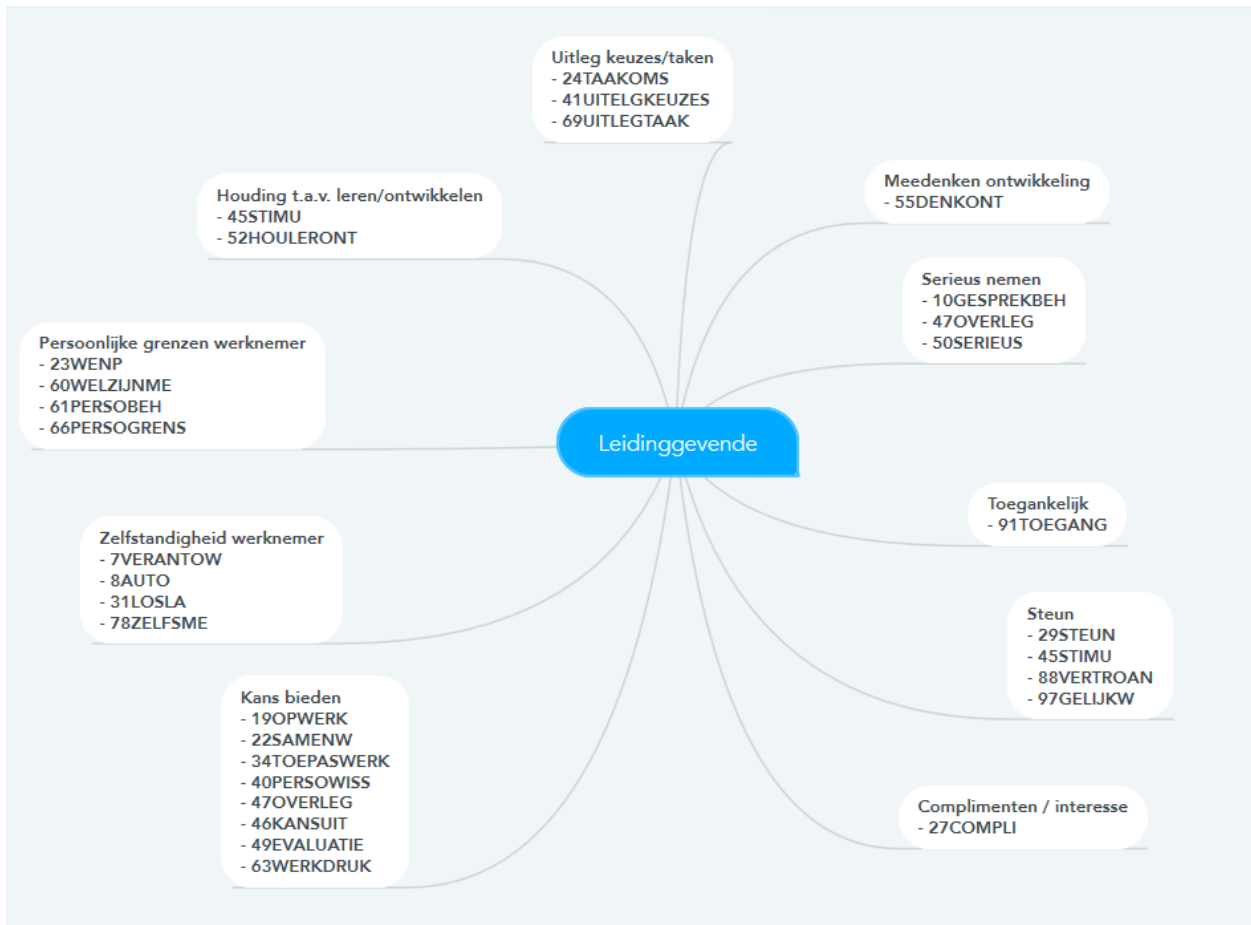 Uitleg keuzes/taken
- 24TAAKOMS
- 41UITELGKEUZES
- 69UITLEGTAAK
Meedenken ontwikkeling
- 55DENKONT
Houding t.a.v. leren/ontwikkelen
- 45STIMU
- 52HOULERONT
Serieus nemen
- 10GESPREKBEH
- 47OVERLEG
- 50SERIEUS
Persoonlijke grenzen werknemer
- 23WENP
- 60WELZIJNME
- 61PERSOBEH
- 66PERSOGRENS
Leidinggevende
Toegankelijk
- 91TOEGANG
Zelfstandigheid werknemer
- 7VERANTOW
- 8AUTO
- 31LOSLA
- 78ZELFSME
Steun
- 29STEUN
- 45STIMU
- 88VERTROAN
- 97GELIJKW
Kans bieden
- 19OPWERK
- 22SAMENW
- 34TOEPASWERK
- 40PERSOWISS
- 47OVERLEG
- 46KANSUIT
- 49EVALUATIE
- 63WERKDRUK
Complimenten / interesse
- 27COMPLI